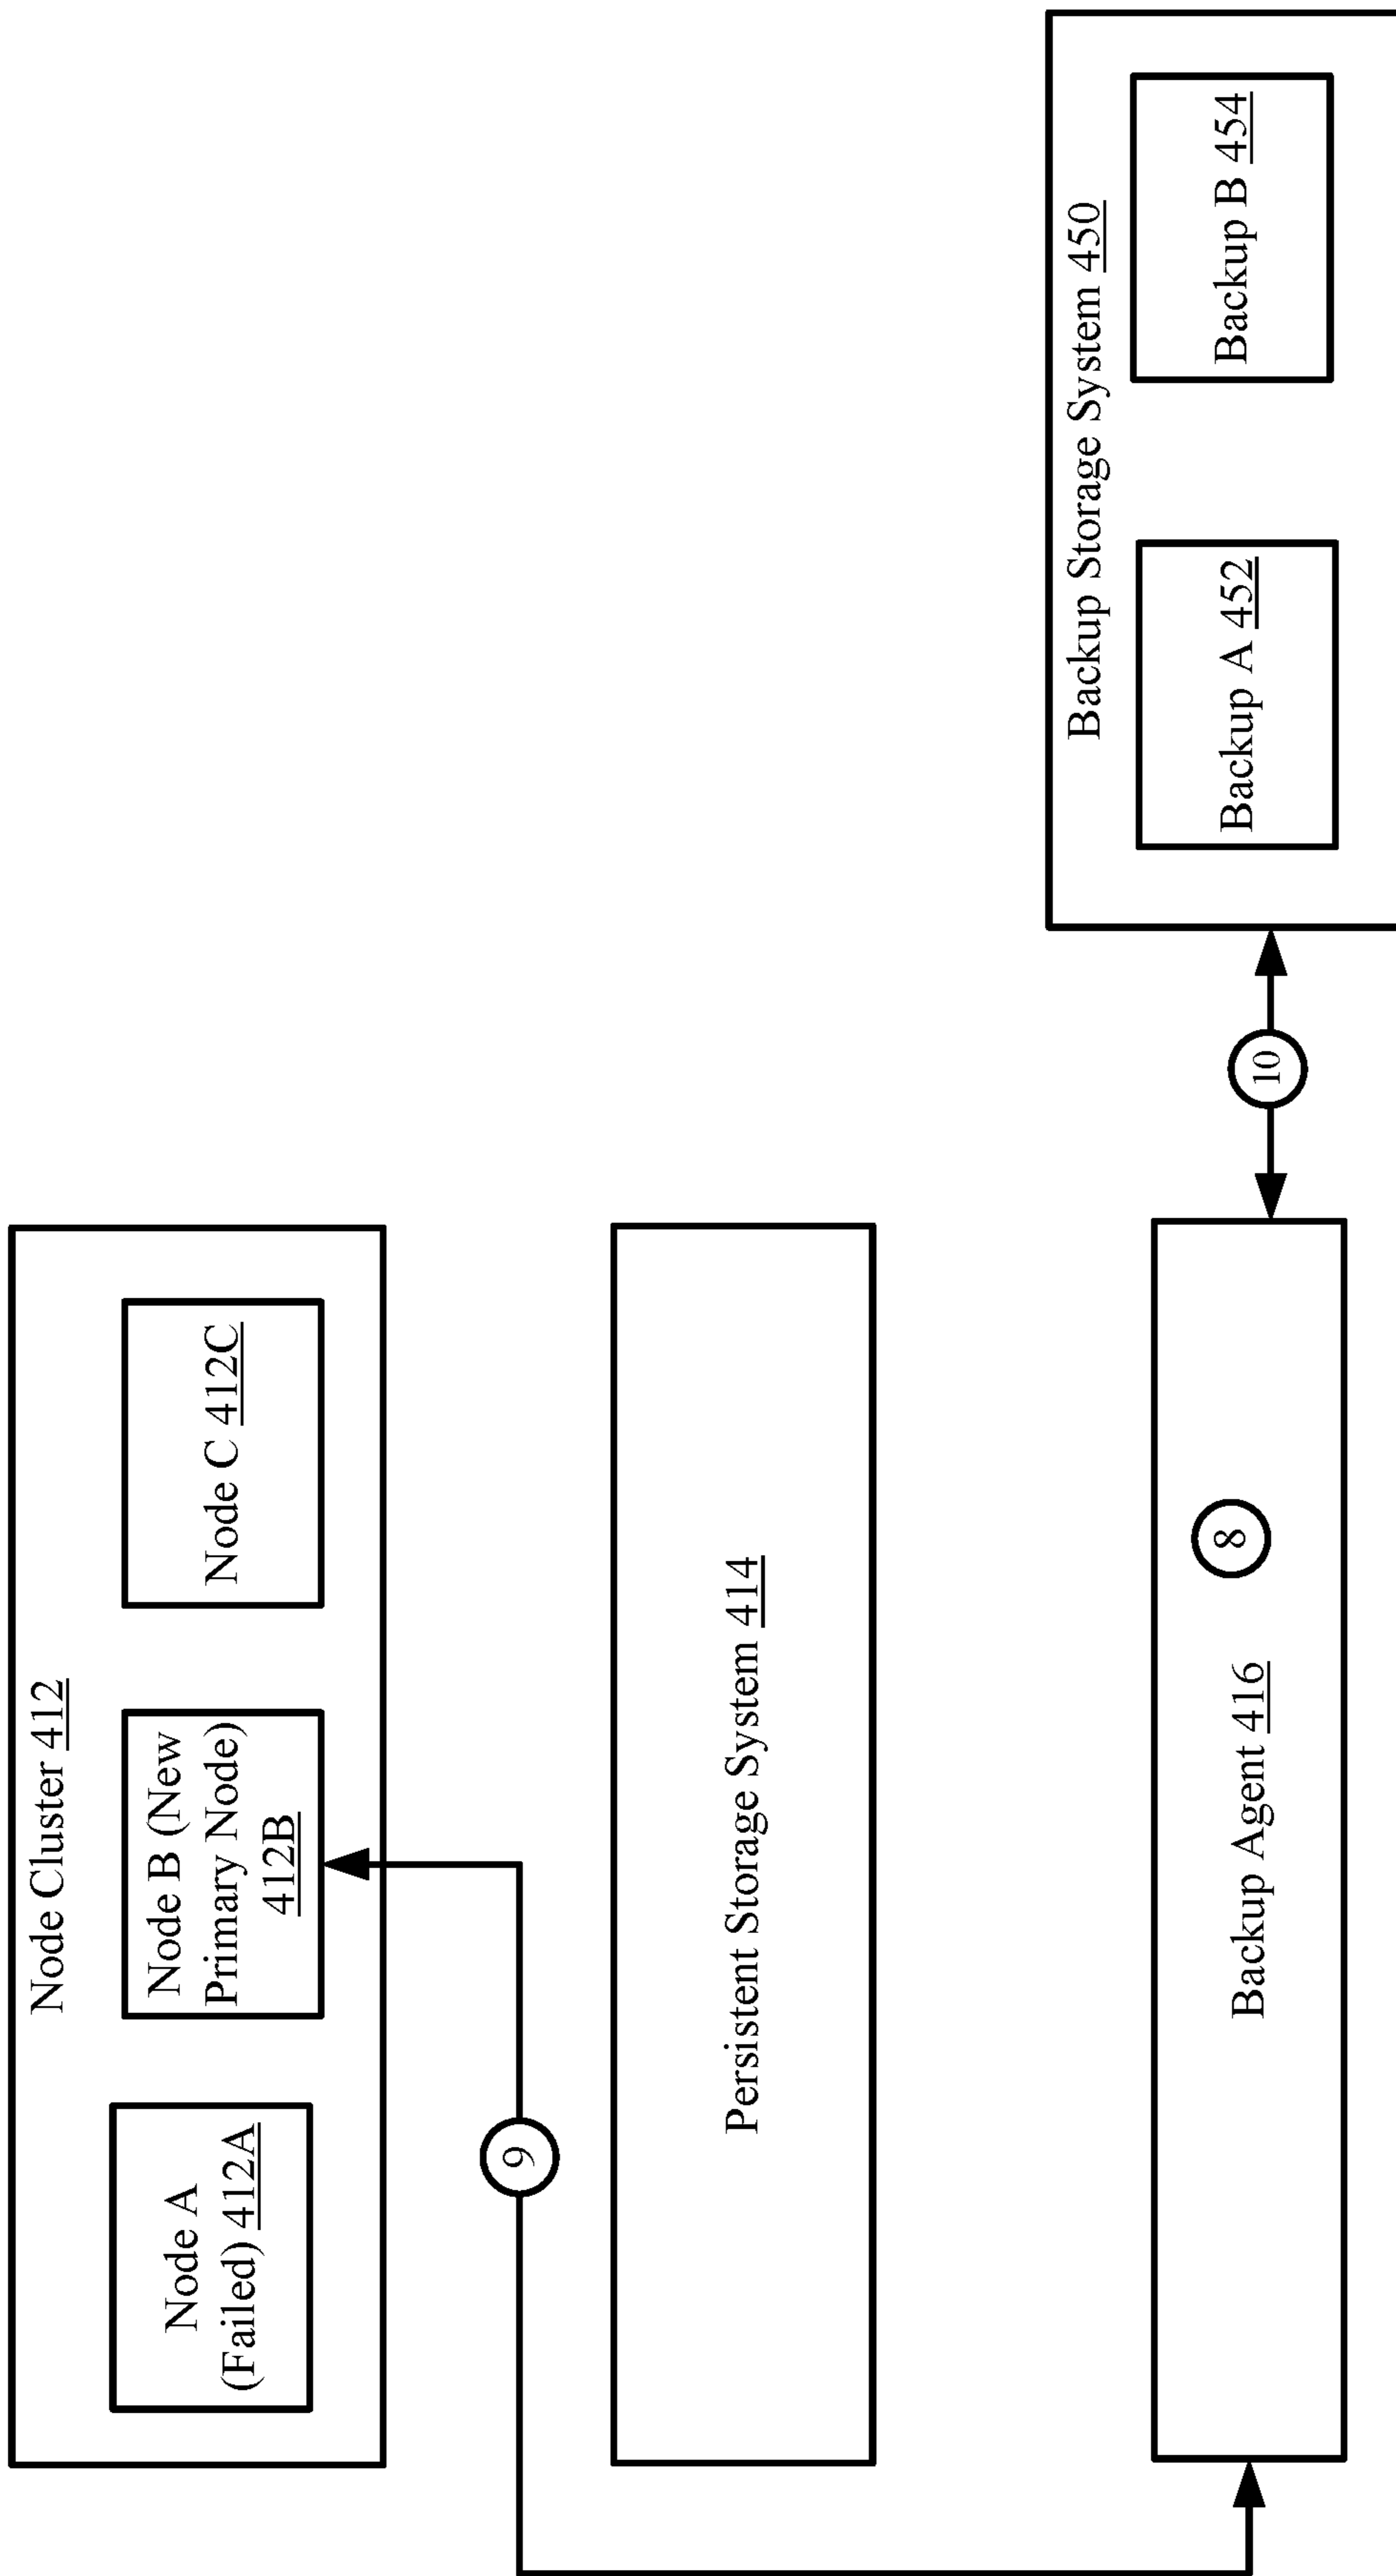 Node Cluster 412
Node A
(Failed) 412A
Node B (New
Primary Node)
412B
Node C 412C
9
Persistent Storage System 414
Backup Agent 416
8
10
Backup Storage System 450
Backup A 452
Backup B 454